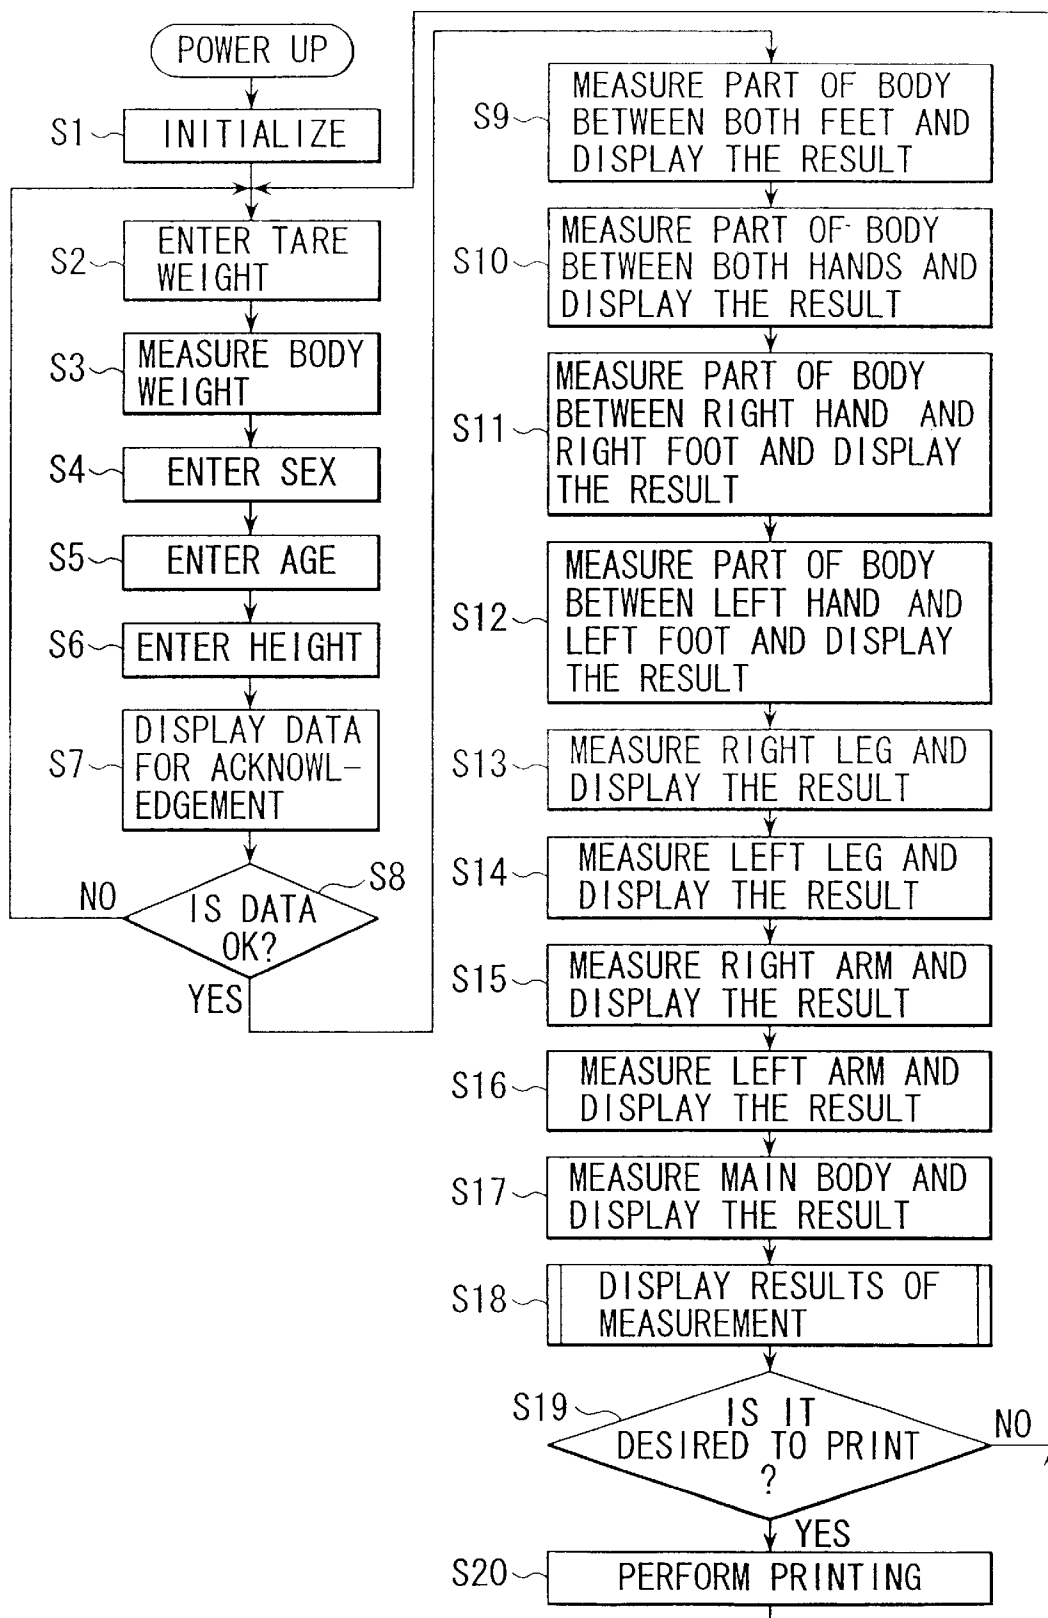 POWER UP
S1
INITIALIZE
S2
ENTER TARE
WEIGHT
S3
MEASURE BODY
WEIGHT
S4
ENTER SEX
S5
ENTER AGE
S6
ENTER HEIGHT
S7
DISPLAY DATA
FOR ACKNOWL-
EDGEMENT
S8
IS DATA
OK?
NO
YES
S9
MEASURE PART OF BODY
BETWEEN BOTH FEET AND
DISPLAY THE RESULT
S10
MEASURE PART OF BODY
BETWEEN BOTH HANDS AND
DISPLAY THE RESULT
S11
MEASURE PART OF BODY
BETWEEN RIGHT HAND AND
RIGHT FOOT AND DISPLAY
THE RESULT
S12
MEASURE PART OF BODY
BETWEEN LEFT HAND AND
LEFT FOOT AND DISPLAY
THE RESULT
S13
MEASURE RIGHT LEG AND
DISPLAY THE RESULT
S14
MEASURE LEFT LEG AND
DISPLAY THE RESULT
S15
MEASURE RIGHT ARM AND
DISPLAY THE RESULT
S16
MEASURE LEFT ARM AND
DISPLAY THE RESULT
S17
MEASURE MAIN BODY AND
DISPLAY THE RESULT
S18
DISPLAY RESULTS OF
MEASUREMENT
S19
IS IT
DESIRED TO PRINT
?
NO
YES
S20
PERFORM PRINTING